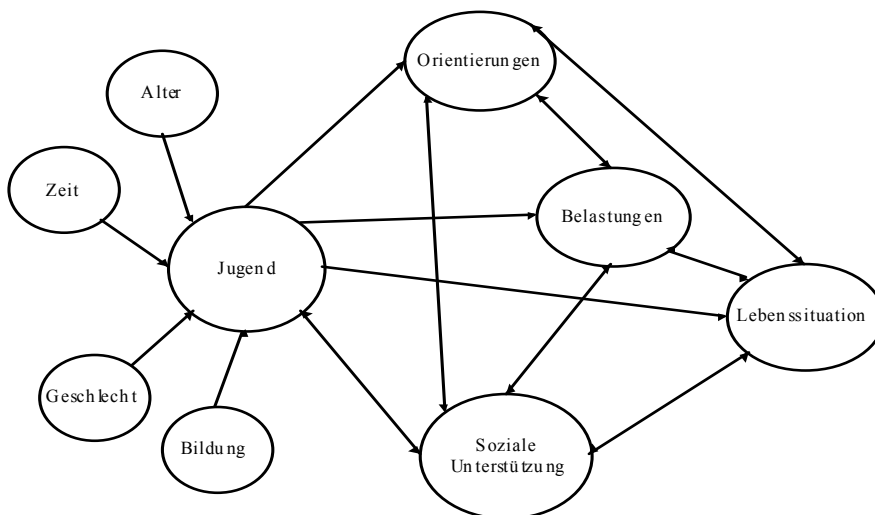 Orientierungen
Alter
Zeit
Belastungen
Jugend
Lebenssituation
Geschlecht
Bildung
Soziale
Unterstützung